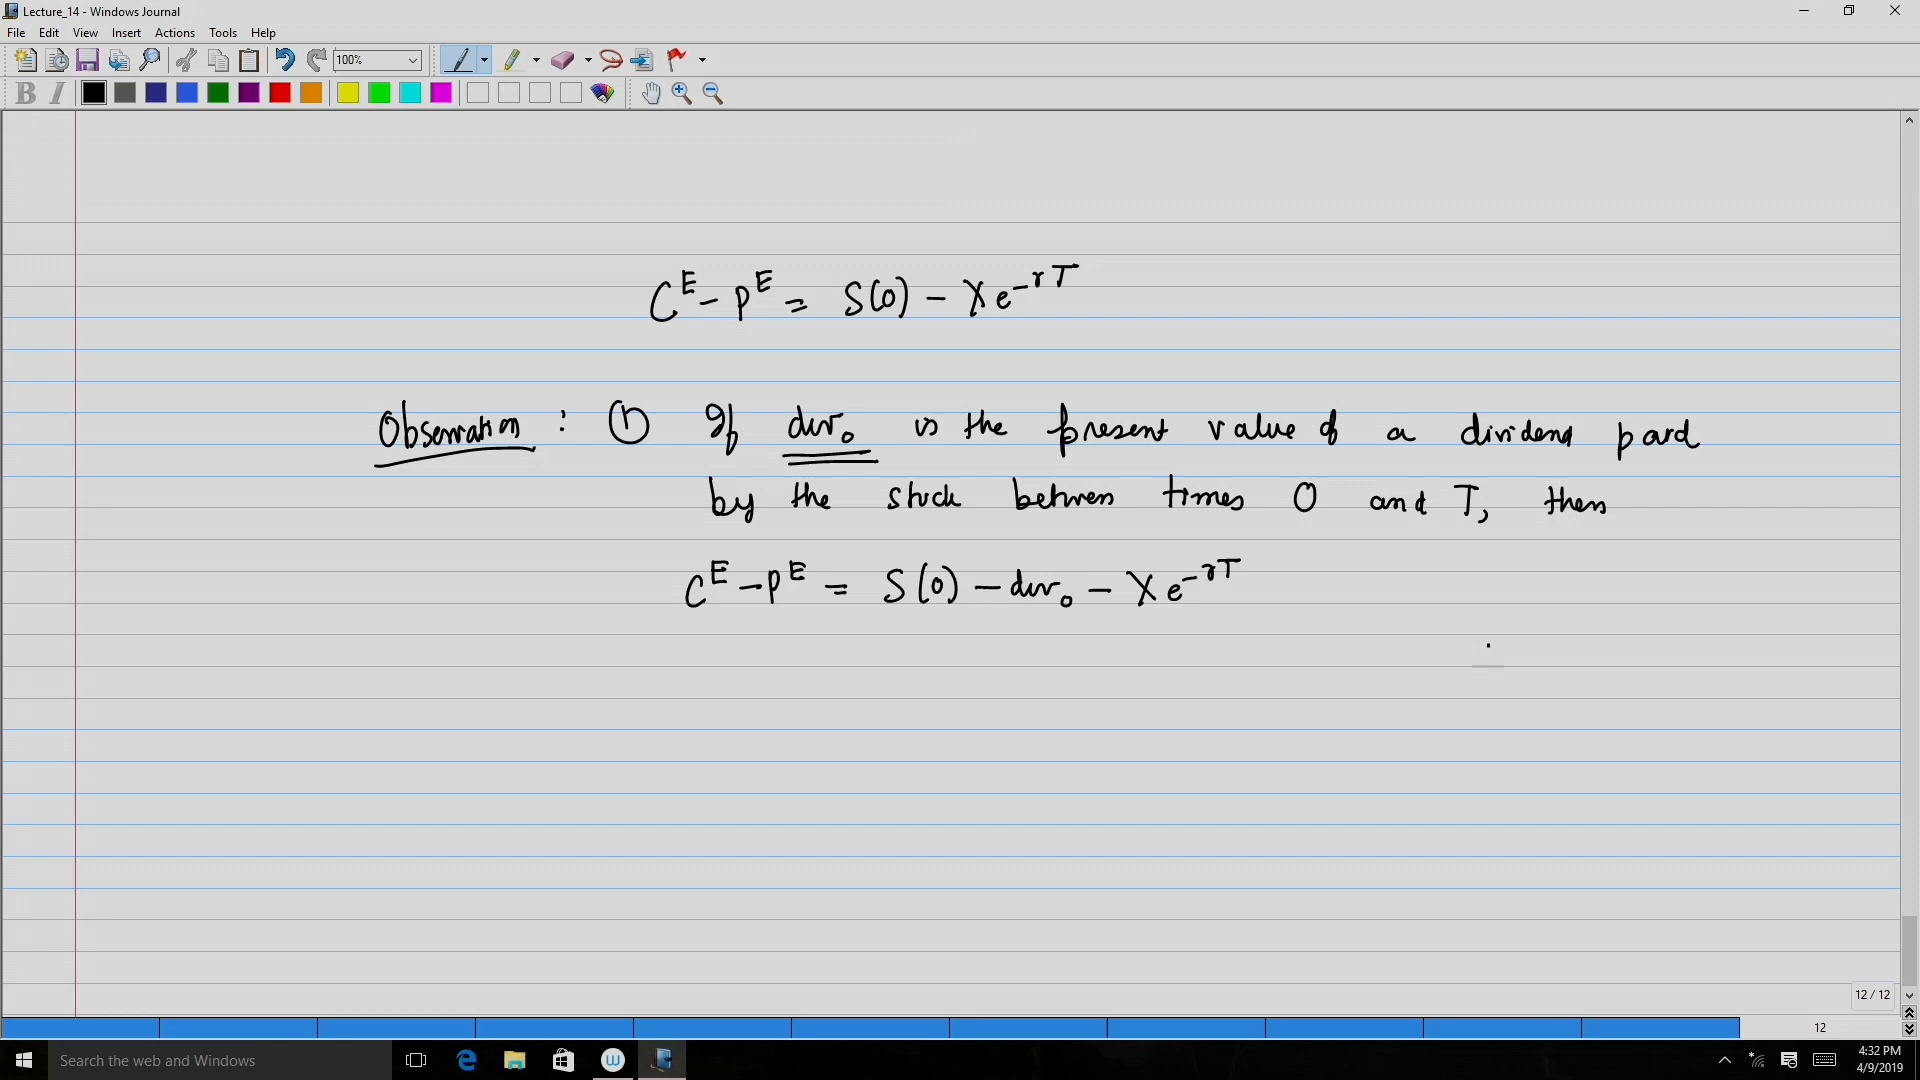 Lecture_14 - Windows Journal
File Edit View Insert Actions Tools Help
100%
B I
C^E - P^E = S(0) - Xe^{-rT}
Observation : ① If div₀ is the present value of a dividend paid
by the stock between times 0 and T, then
C^E - P^E = S(0) - div₀ - Xe^{-rT}
12 / 12
12
Search the web and Windows
4:32 PM
4/9/2019